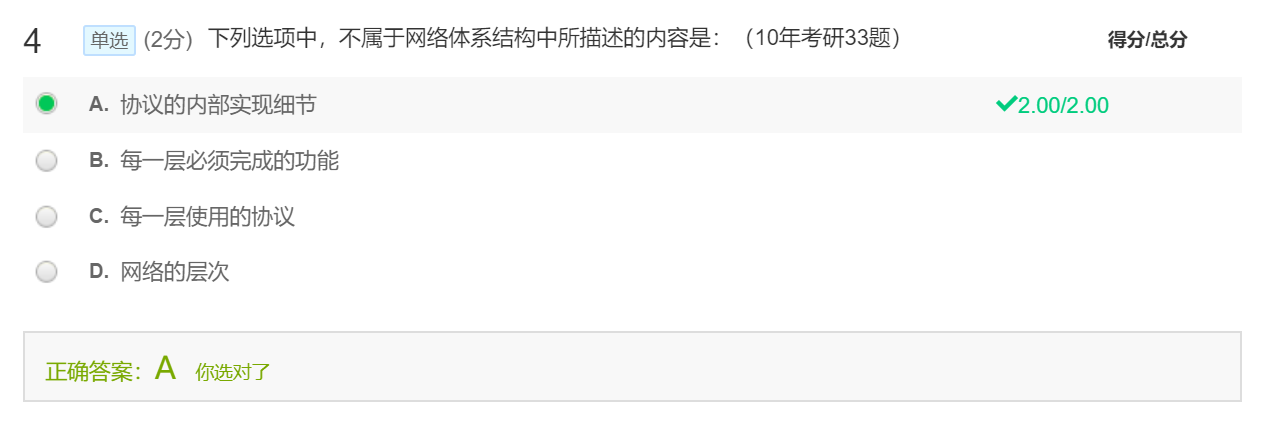 4 单选 (2分) 下列选项中，不属于网络体系结构中所描述的内容是：（10年考研33题） 得分/总分
A. 协议的内部实现细节 2.00/2.00
B. 每一层必须完成的功能
C. 每一层使用的协议
D. 网络的层次
正确答案：A 你选对了